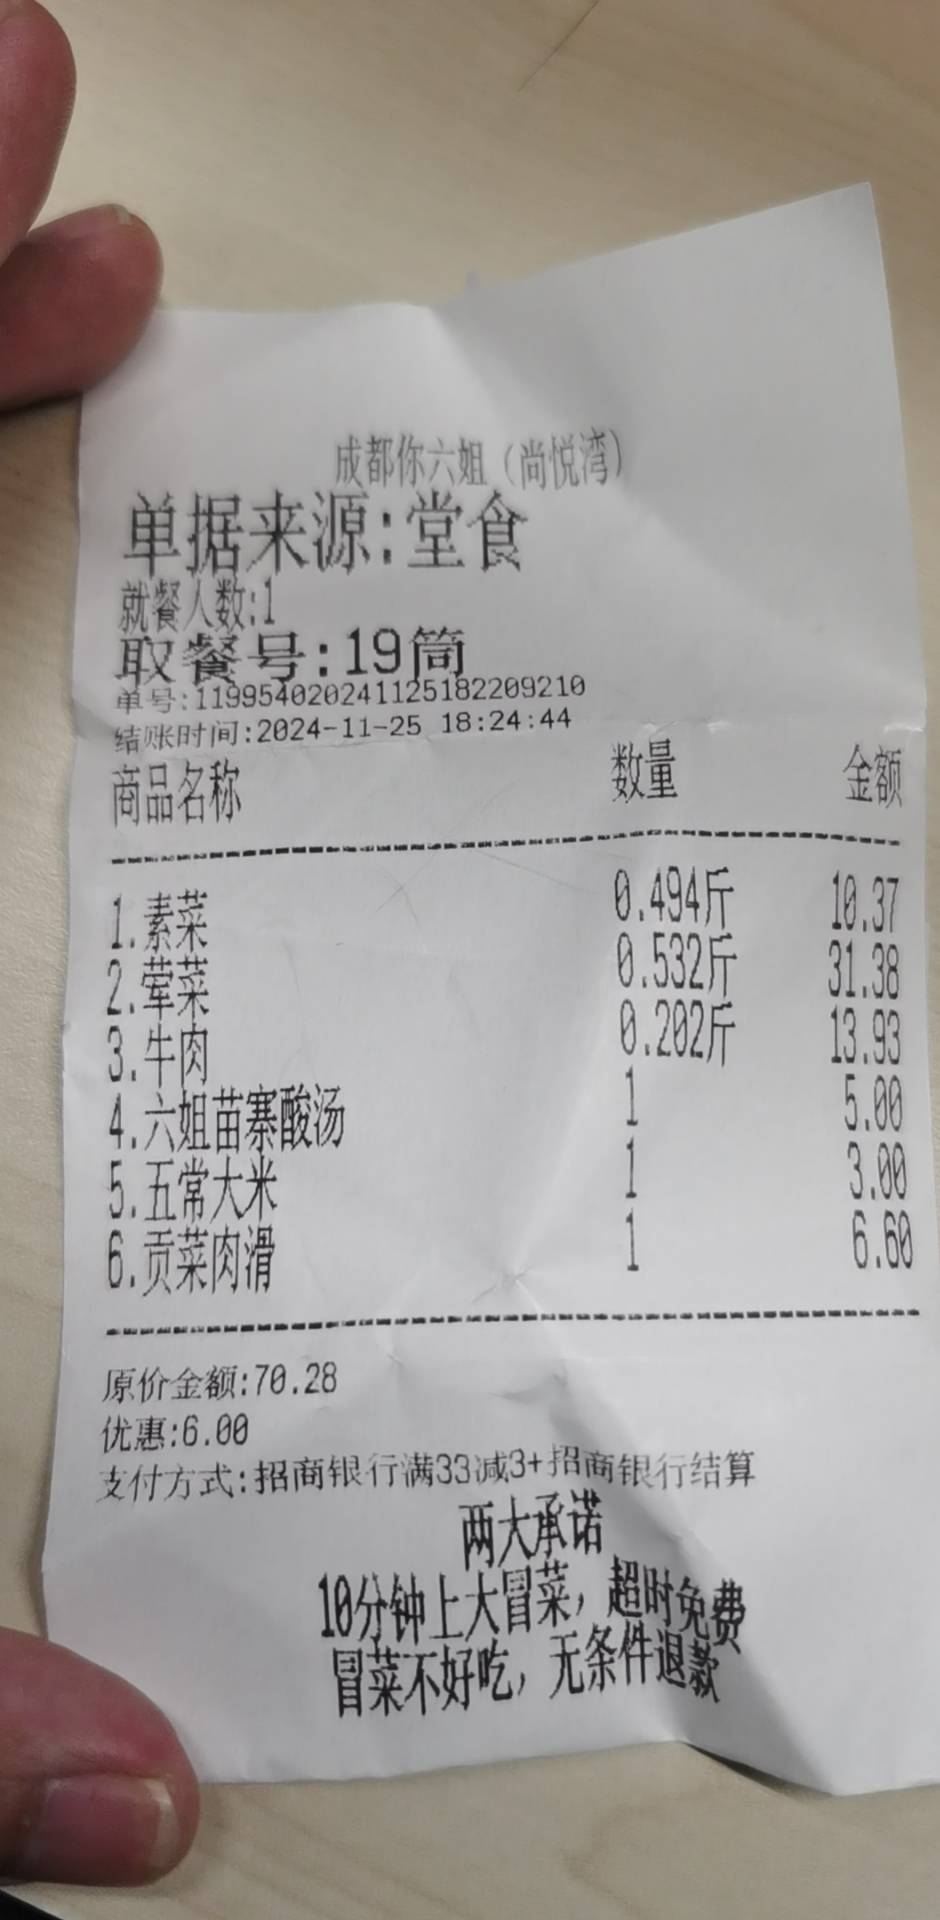 成都你六姐（尚悦湾）
单据来源:堂食
就餐人数:1
取餐号:19筒
单号:119954020241125182209210
结账时间:2024-11-25 18:24:44
商品名称 数量 金额
1.素菜 0.494斤 10.37
2.荤菜 0.532斤 31.38
3.牛肉 0.202斤 13.93
4.六姐苗寨酸汤 1 5.00
5.五常大米 1 3.00
6.贡菜肉滑 1 6.60
原价金额:70.28
优惠:6.00
支付方式:招商银行满33减3+招商银行结算
两大承诺
10分钟上大冒菜，超时免费
冒菜不好吃，无条件退款